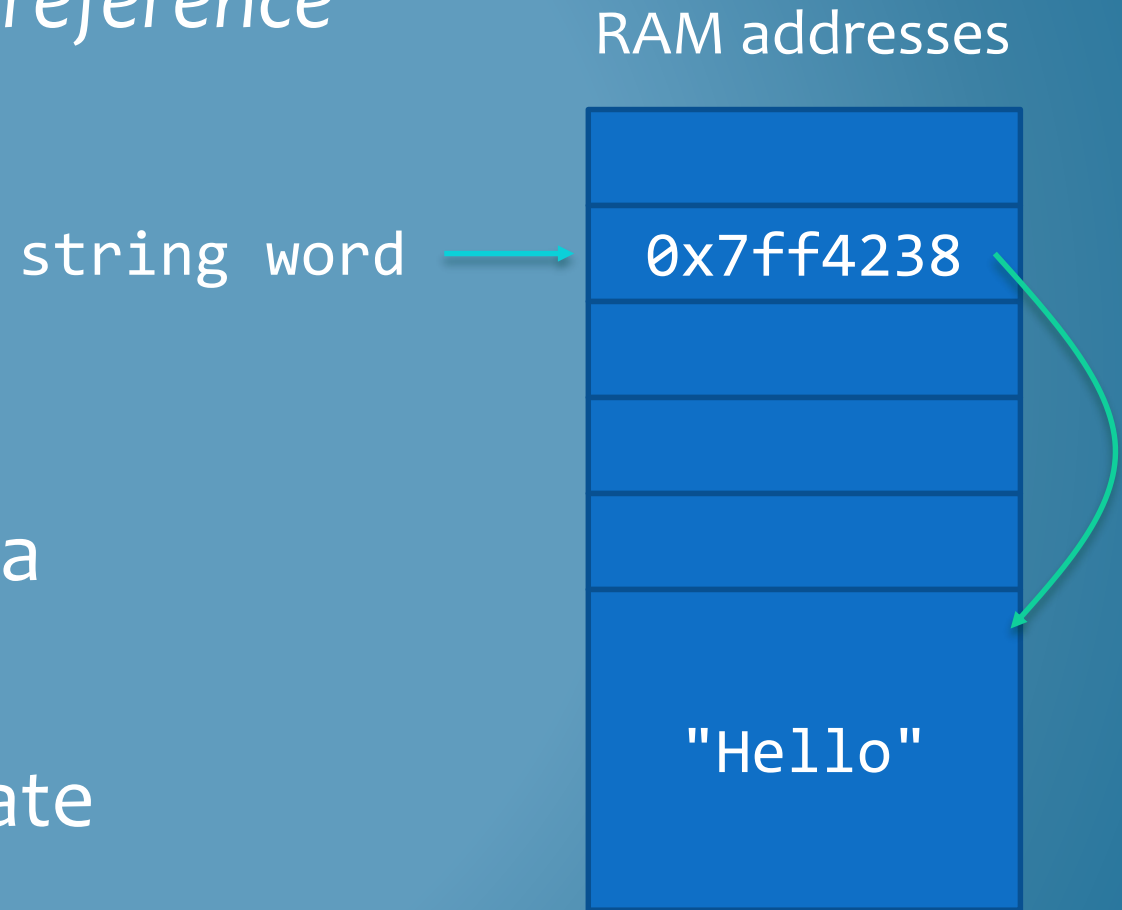 reference
RAM addresses
string word
0x7ff4238
a
"Hello"
ate